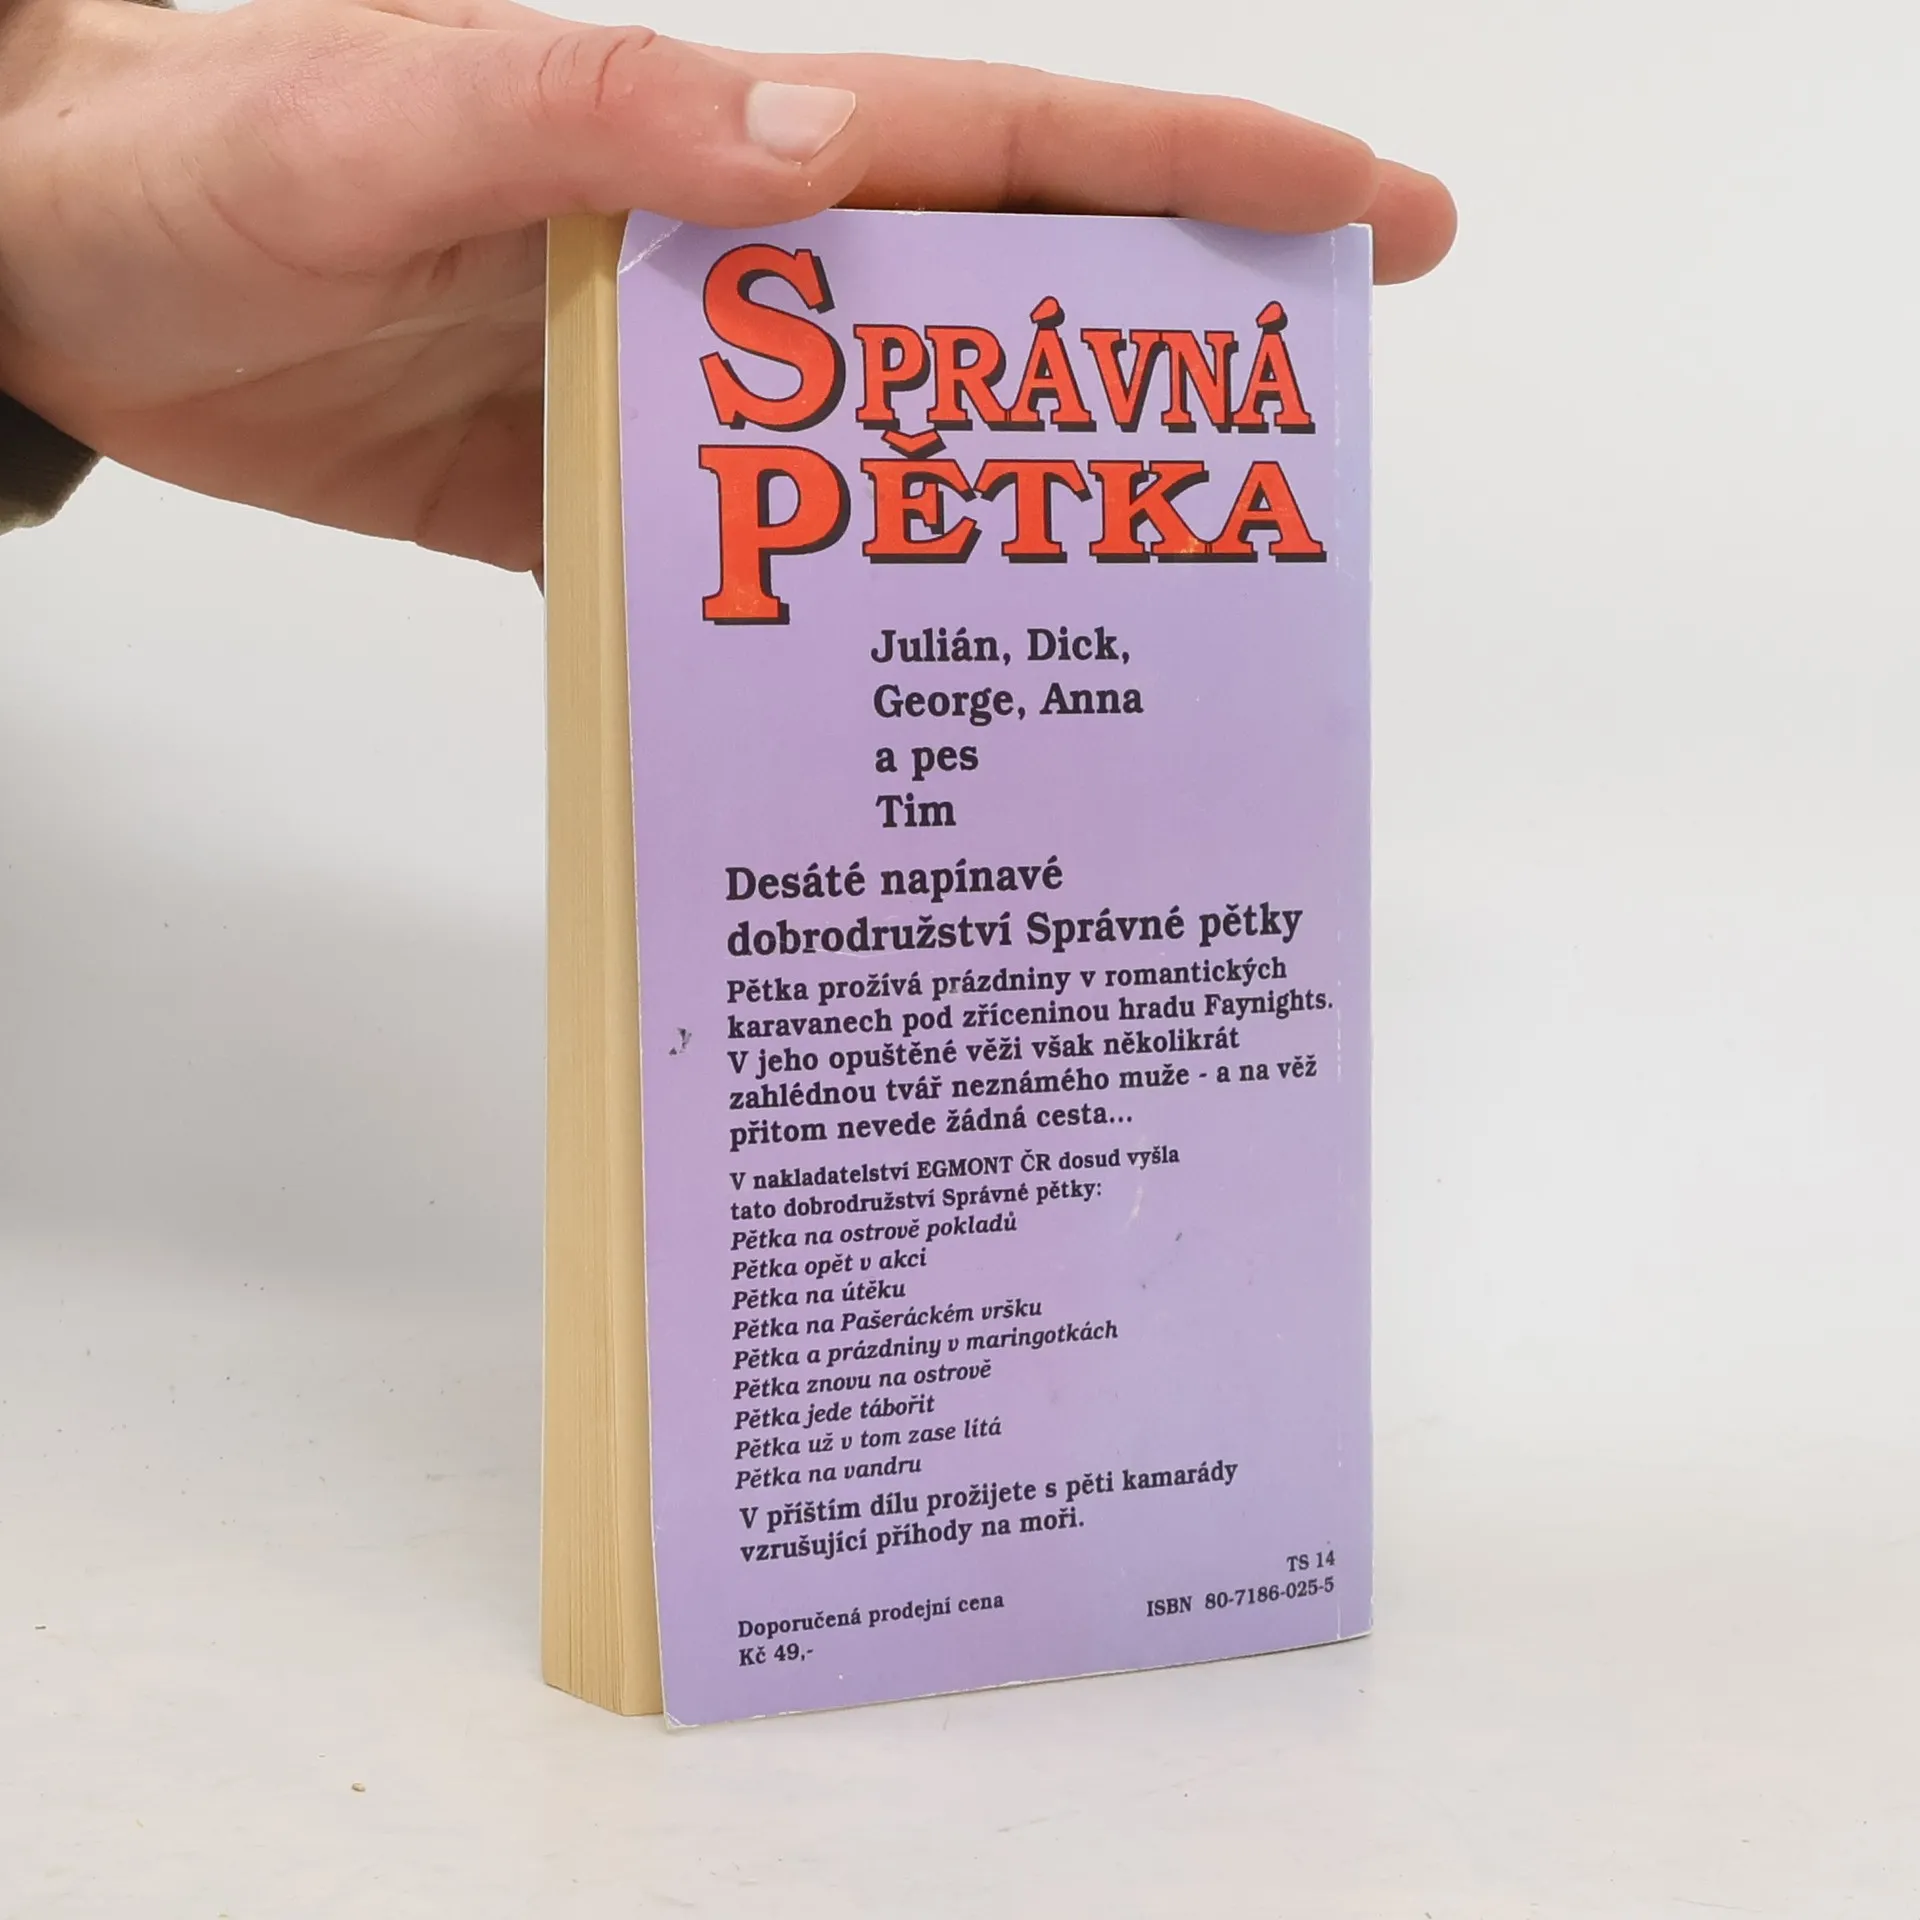 SPRÁVNÁ
PĚTKA
Julián, Dick,
George, Anna
a pes
Tim
Desáté napínavé
dobrodružství Správné pětky
Pětka prožívá prázdniny v romantických
karavanech pod zříceninou hradu Faynights.
V jeho opuštěné věži však několikrát
zahlédnou tvář neznámého muže - a na věž
přitom nevede žádná cesta...
V nakladatelství EGMONT ČR dosud vyšla
tato dobrodružství Správné pětky:
Pětka na ostrově pokladů
Pětka opět v akci
Pětka na útěku
Pětka na Pašeráckém vršku
Pětka a prázdniny v maringotkách
Pětka znovu na ostrově
Pětka jede tábořit
Pětka už v tom zase lítá
Pětka na vandru
V příštím dílu prožijete s pěti kamarády
vzrušující příhody na moři.
TS 14
ISBN 80-7186-025-5
Doporučená prodejní cena
Kč 49,-